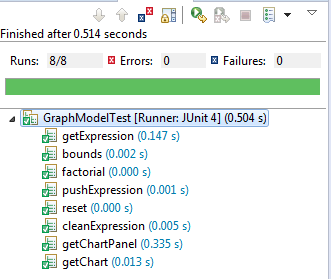 Finished after 0.514 seconds
Runs: 8/8 Errors: 0 Failures: 0
GraphModelTest [Runner: JUnit 4] (0.504 s)
getExpression (0.147 s)
bounds (0.002 s)
factorial (0.000 s)
pushExpression (0.001 s)
reset (0.000 s)
cleanExpression (0.005 s)
getChartPanel (0.335 s)
getChart (0.013 s)